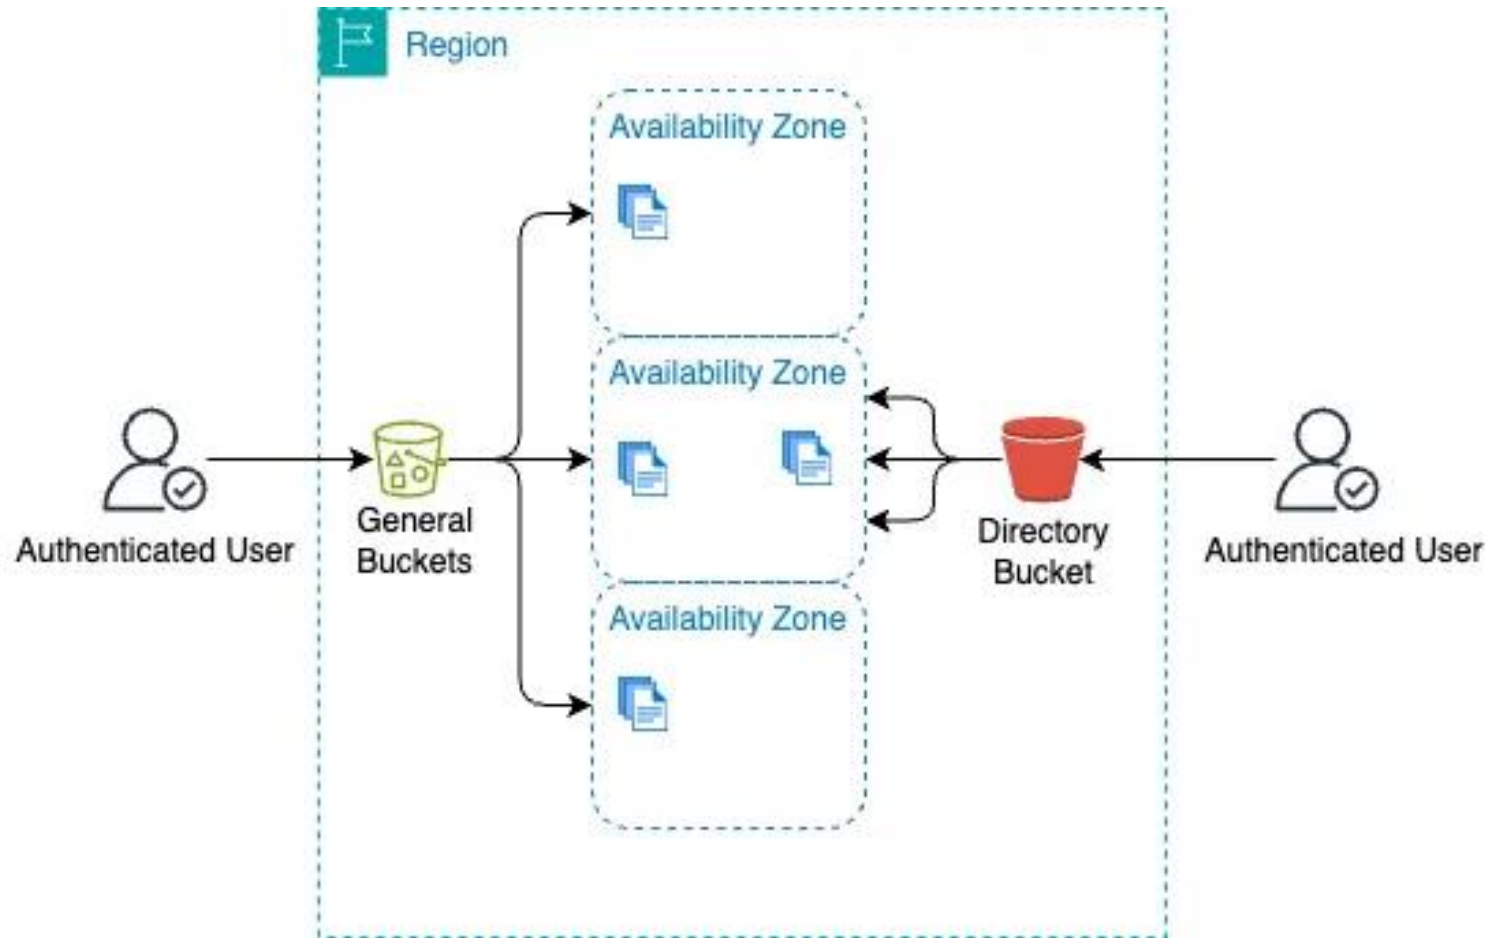 Region
Availability Zone
Availability Zone
Authenticated User
General
Buckets
Directory
Bucket
Authenticated User
Availability Zone